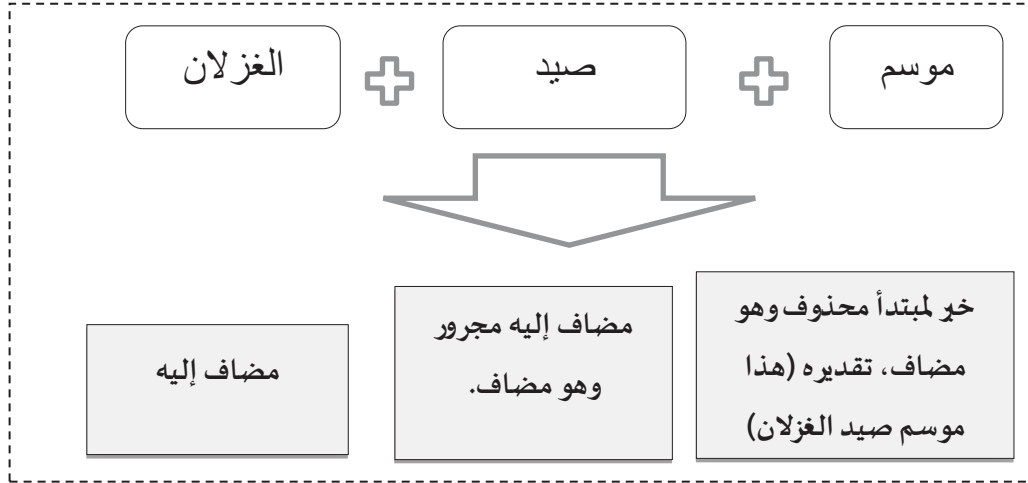 موسم
صيد
الغزلان
خبر لمبتدأ محذوف وهو
مضاف، تقديره (هذا
موسم صيد الغزلان)
مضاف إليه مجرور
وهو مضاف.
مضاف إليه